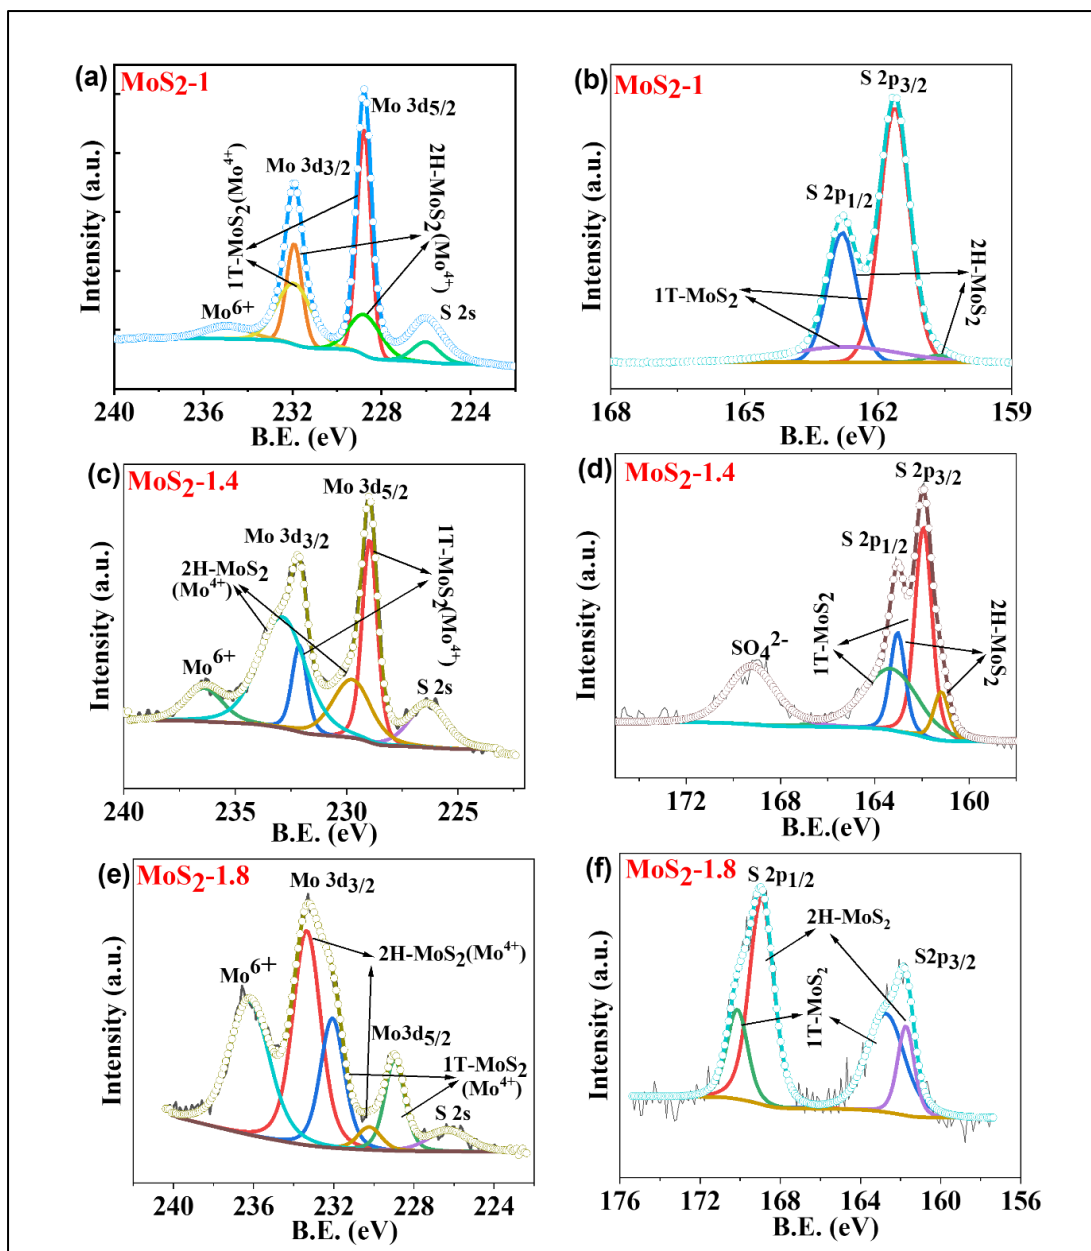 (a)
MoS2-1
Mo 3d5/2
Mo 3d3/2
1T-MoS2(Mo4+)
2H-MoS2(Mo4+)
Mo6+
S 2s
Intensity (a.u.)
240 236 232 228 224
B.E. (eV)
(b)
MoS2-1
S 2p3/2
S 2p1/2
1T-MoS2
2H-MoS2
Intensity (a.u.)
168 165 162 159
B.E. (eV)
(c)
MoS2-1.4
Mo 3d5/2
Mo 3d3/2
2H-MoS2
(Mo4+)
1T-MoS2(Mo4+)
Mo6+
S 2s
Intensity (a.u.)
240 235 230 225
B.E. (eV)
(d)
MoS2-1.4
S 2p3/2
S 2p1/2
1T-MoS2
2H-MoS2
SO42-
Intensity (a.u.)
172 168 164 160
B.E.(eV)
(e)
MoS2-1.8
Mo 3d3/2
2H-MoS2(Mo4+)
Mo6+
Mo3d5/2
1T-MoS2
(Mo4+)
S 2s
Intensity (a.u.)
240 236 232 228 224
B.E. (eV)
(f)
MoS2-1.8
S 2p1/2
2H-MoS2
S2p3/2
1T-MoS2
Intensity (a.u.)
176 172 168 164 160 156
B.E. (eV)